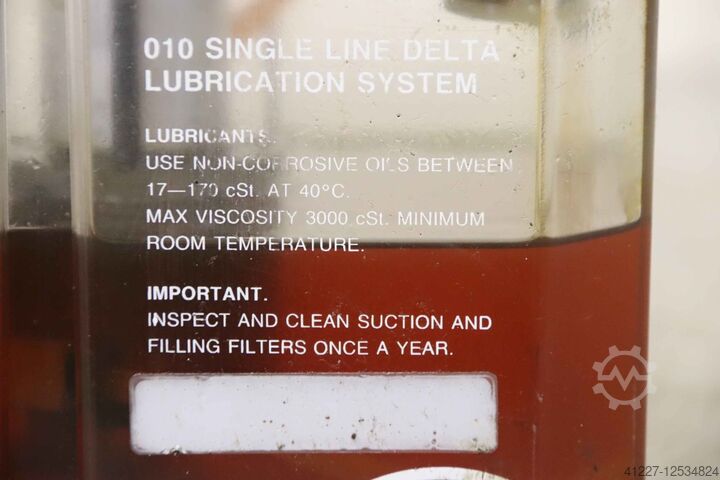 010 SINGLE LINE DELTA
LUBRICATION SYSTEM
LUBRICANTS.
USE NON-CORROSIVE OILS BETWEEN
17—170 cSt. AT 40°C.
MAX VISCOSITY 3000 cSt. MINIMUM
ROOM TEMPERATURE.
IMPORTANT.
INSPECT AND CLEAN SUCTION AND
FILLING FILTERS ONCE A YEAR.
41227-12534824